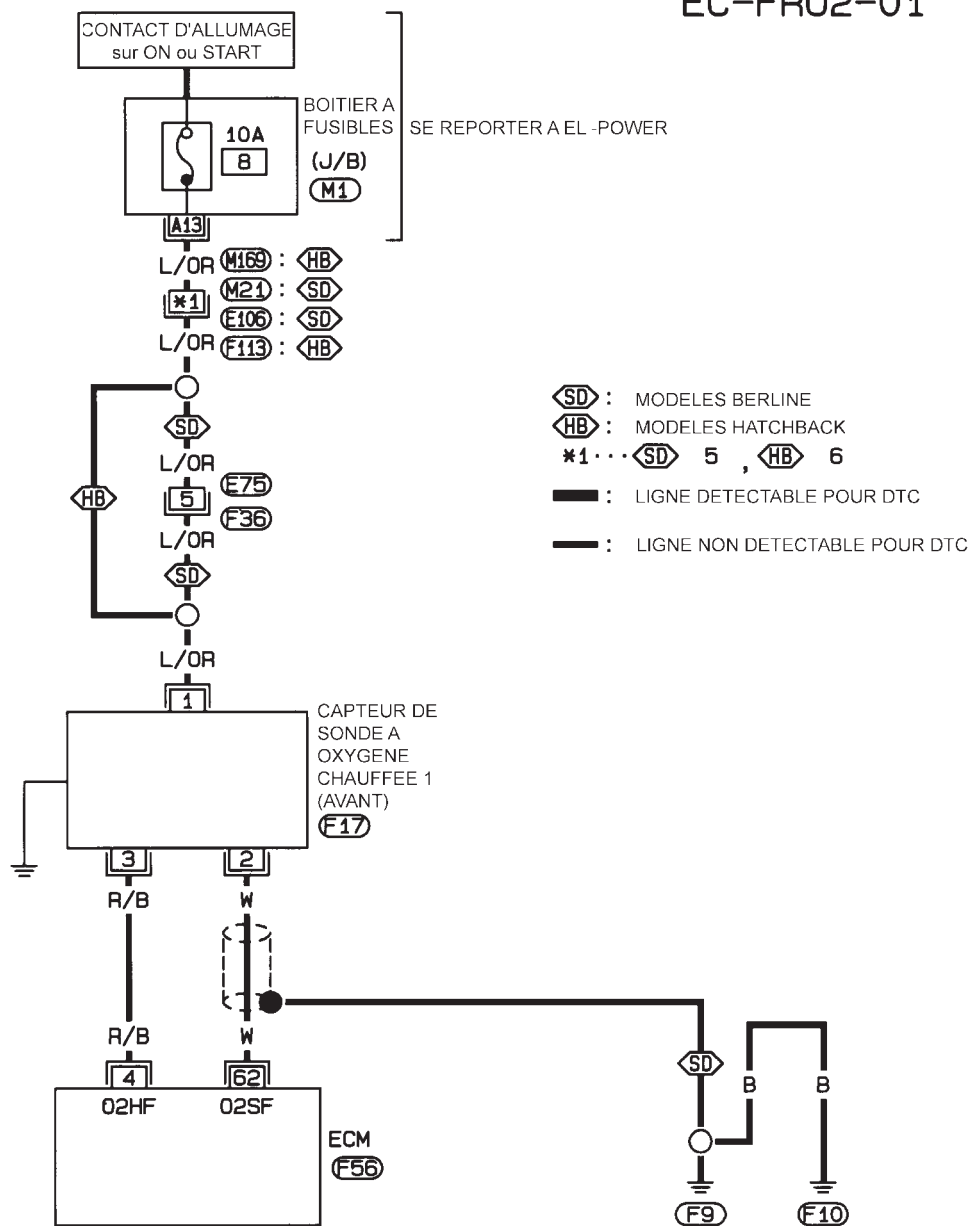 EC-FRO2-01
CONTACT D'ALLUMAGE
sur ON ou START
BOITIER A
FUSIBLES
(J/B)
M1
10A
8
SE REPORTER A EL -POWER
A13
L/OR
M169 : HB
*1
M21 : SD
E106 : SD
L/OR
F113 : HB
SD
L/OR
HB
5
E75
F36
L/OR
SD
L/OR
SD : MODELES BERLINE
HB : MODELES HATCHBACK
*1··· SD 5 , HB 6
: LIGNE DETECTABLE POUR DTC
: LIGNE NON DETECTABLE POUR DTC
1
CAPTEUR DE
SONDE A
OXYGENE
CHAUFFEE 1
(AVANT)
F17
3 2
R/B W
R/B W
4 62
O2HF O2SF
ECM
F56
SD
B B
F9 F10